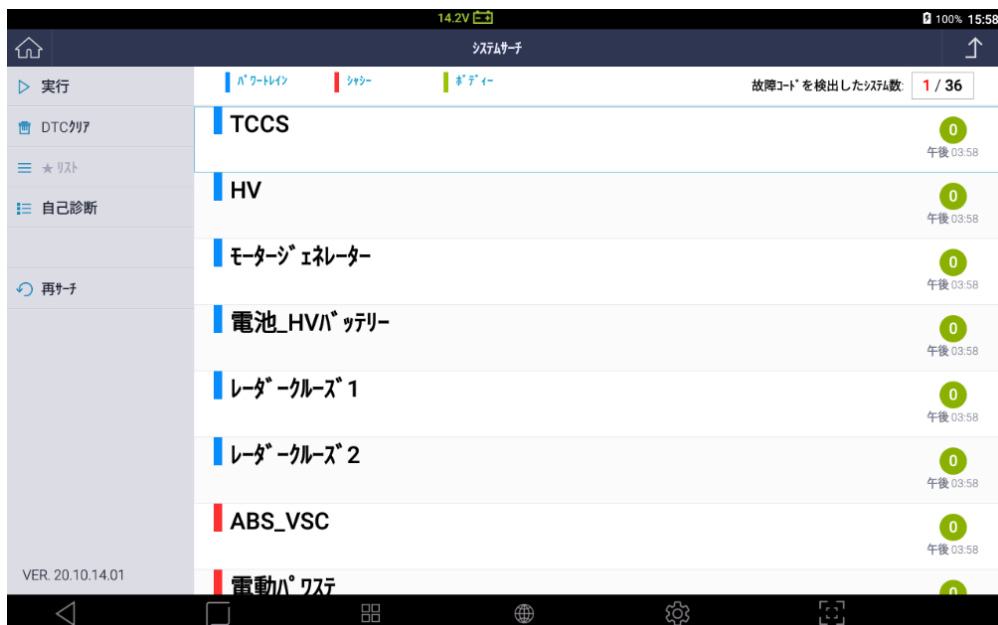 14.2V
100% 15:58
システムサーチ
実行
DTCクリア
★ リスト
自己診断
再サーチ
VER. 20.10.14.01
パワートレイン シャシー ボディー 故障コードを検出したシステム数: 1 / 36
TCCS 0
午後 03:58
HV 0
午後 03:58
モータージェネレーター 0
午後 03:58
電池_HVバッテリー 0
午後 03:58
レーダークルーズ1 0
午後 03:58
レーダークルーズ2 0
午後 03:58
ABS_VSC 0
午後 03:58
電動パワステ 0